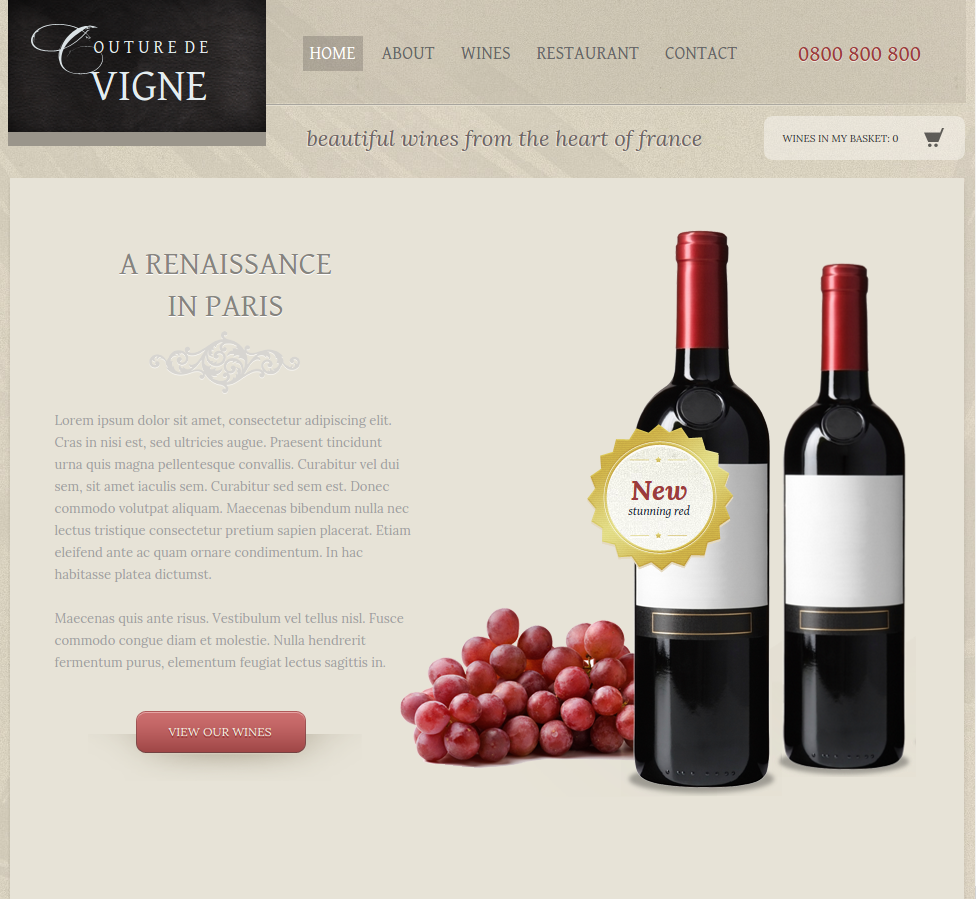 COUTURE DE
VIGNE
HOME ABOUT WINES RESTAURANT CONTACT 0800 800 800
beautiful wines from the heart of france
WINES IN MY BASKET: 0
A RENAISSANCE
IN PARIS
Lorem ipsum dolor sit amet, consectetur adipiscing elit.
Cras in nisi est, sed ultricies augue. Praesent tincidunt
urna quis magna pellentesque convallis. Curabitur vel dui
sem, sit amet iaculis sem. Curabitur sed sem est. Donec
commodo volutpat aliquam. Maecenas bibendum nulla nec
lectus tristique consectetur pretium sapien placerat. Etiam
eleifend ante ac quam ornare condimentum. In hac
habitasse platea dictumst.
Maecenas quis ante risus. Vestibulum vel tellus nisl. Fusce
commodo congue diam et molestie. Nulla hendrerit
fermentum purus, elementum feugiat lectus sagittis in.
VIEW OUR WINES
New
stunning red